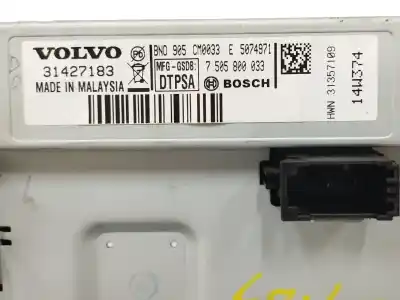 VOLVO
31427183
MADE IN MALAYSIA
BNO 905 CM0033 E 5074971
MFG-GSDB: 7 505 800 033
DTPSA BOSCH
HWN 31357109
14W374